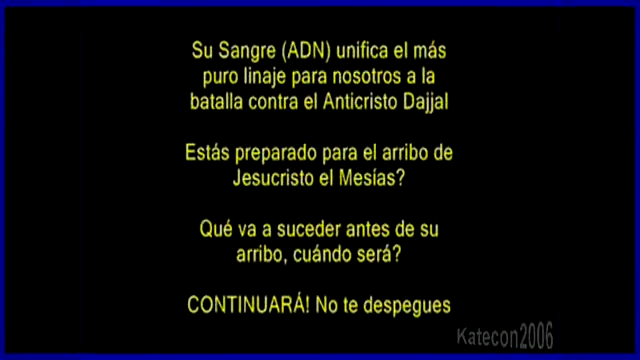 Su Sangre (ADN) unifica el más
puro linaje para nosotros a la
batalla contra el Anticristo Dajjal
Estás preparado para el arribo de
Jesucristo el Mesías?
Qué va a suceder antes de su
arribo, cuándo será?
CONTINUARÁ! No te despegues
Katecon2006